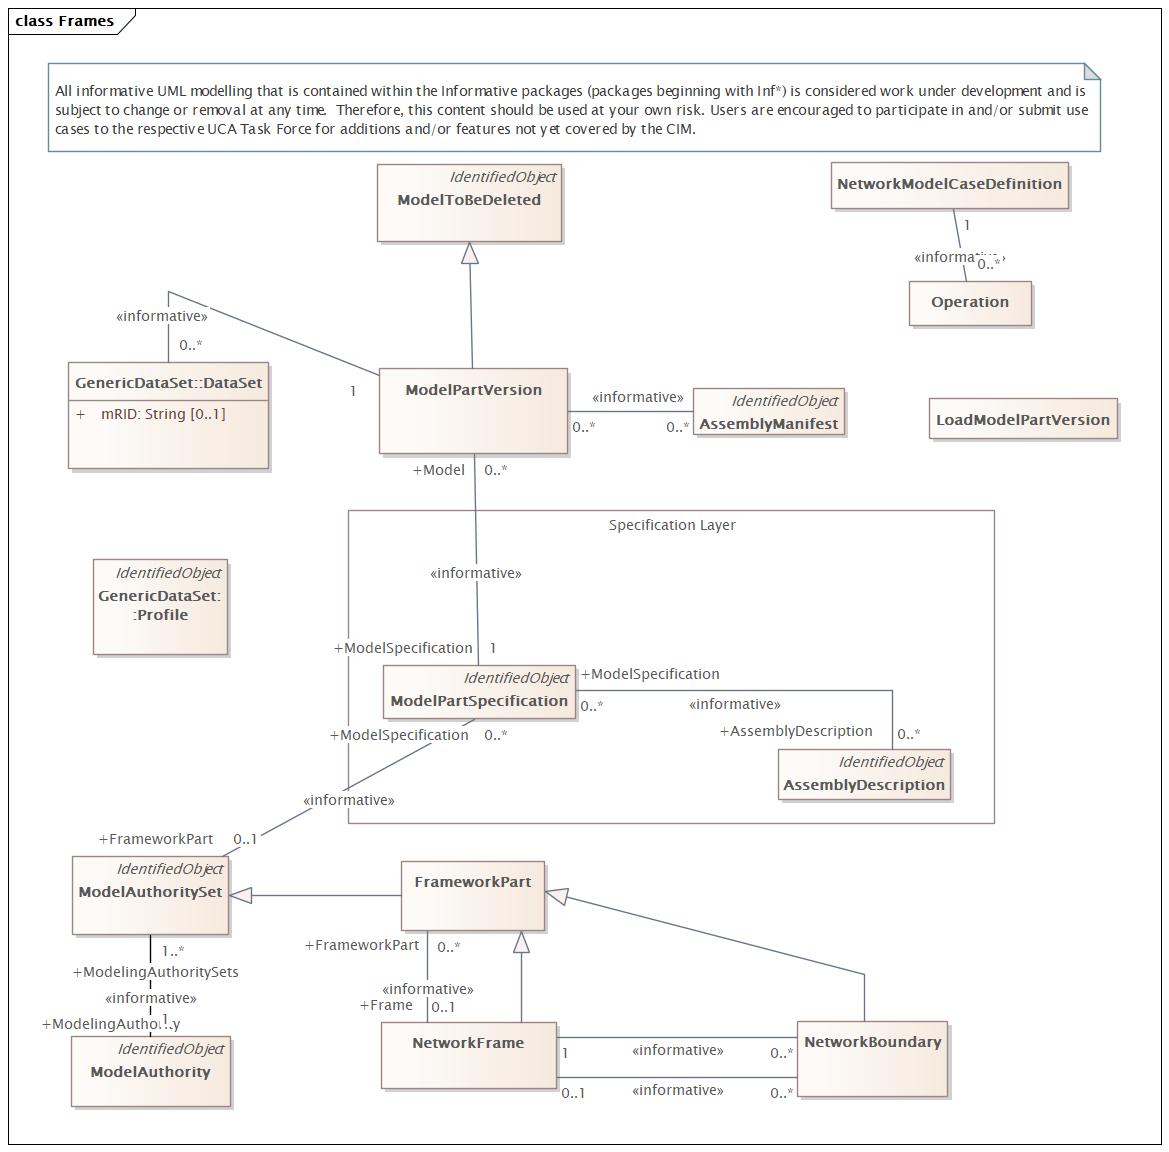 class Frames
All informative UML modelling that is contained within the Informative packages (packages beginning with Inf*) is considered work under development and is
subject to change or removal at any time.  Therefore, this content should be used at your own risk. Users are encouraged to participate in and/or submit use
cases to the respective UCA Task Force for additions and/or features not yet covered by the CIM.
IdentifiedObject
ModelToBeDeleted
NetworkModelCaseDefinition
1
0..*
Operation
«informative»
0..*
GenericDataSet::DataSet
+ mRID: String [0..1]
1
ModelPartVersion
«informative»
0..*
0..*
IdentifiedObject
AssemblyManifest
LoadModelPartVersion
+Model 0..*
Specification Layer
«informative»
IdentifiedObject
GenericDataSet:
:Profile
+ModelSpecification 1
IdentifiedObject
ModelPartSpecification
+ModelSpecification
0..*
«informative»
+AssemblyDescription 0..*
IdentifiedObject
AssemblyDescription
+ModelSpecification 0..*
«informative»
+FrameworkPart 0..1
IdentifiedObject
ModelAuthoritySet
FrameworkPart
1..*
+ModelingAuthoritySets
«informative»
1
IdentifiedObject
ModelAuthority
+FrameworkPart 0..*
«informative»
+Frame 0..1
NetworkFrame
1
«informative»
0..*
0..1
«informative»
0..*
NetworkBoundary